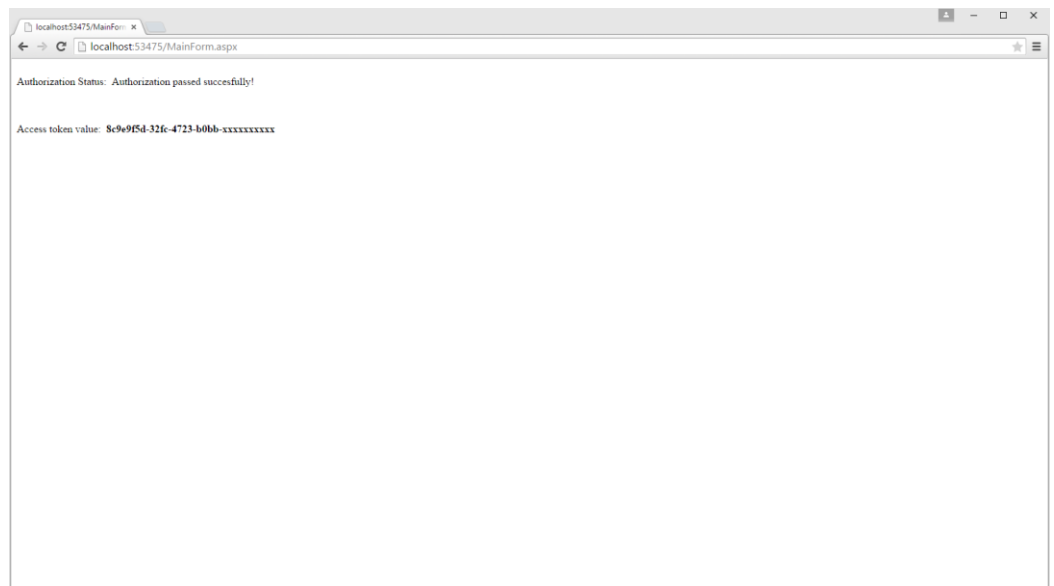 localhost:53475/MainForm
localhost:53475/MainForm.aspx
Authorization Status: Authorization passed succesfully!
Access token value: 8c9e9f5d-32fc-4723-b0bb-xxxxxxxxxx